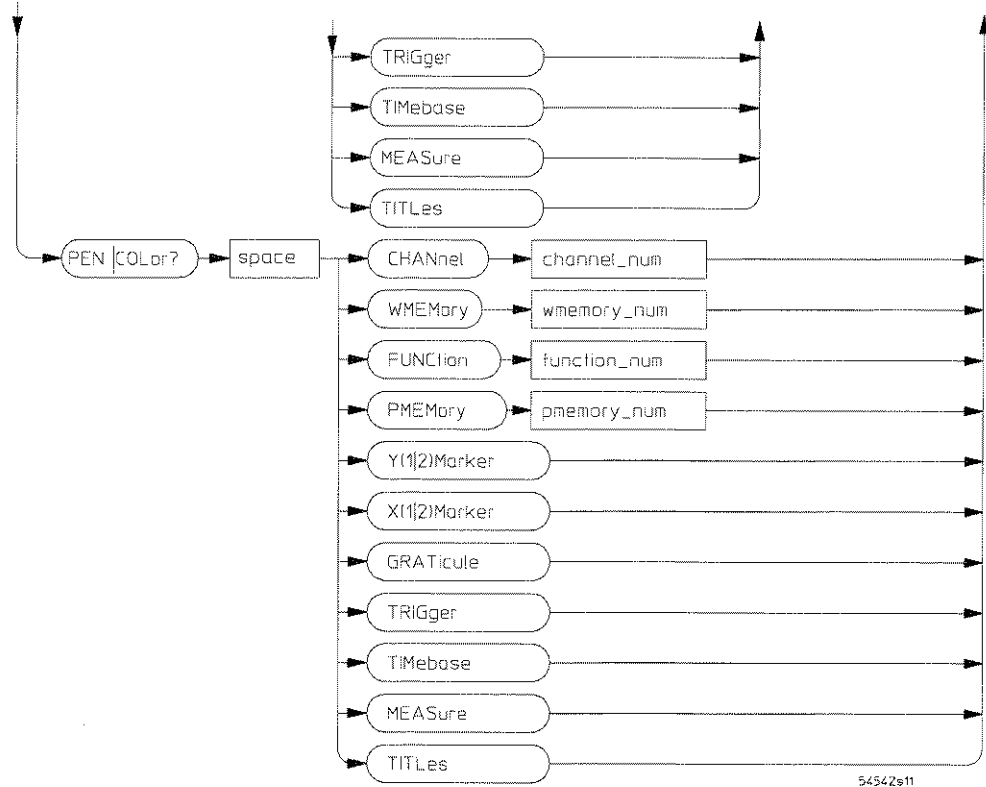 TRIGger
TIMebase
MEASure
TITLes
PEN |COLor? space CHANnel channel_num
WMEMory wmemory_num
FUNCtion function_num
PMEMory pmemory_num
Y(1|2)Marker
X(1|2)Marker
GRATicule
TRIGger
TIMebase
MEASure
TITLes
54542s11